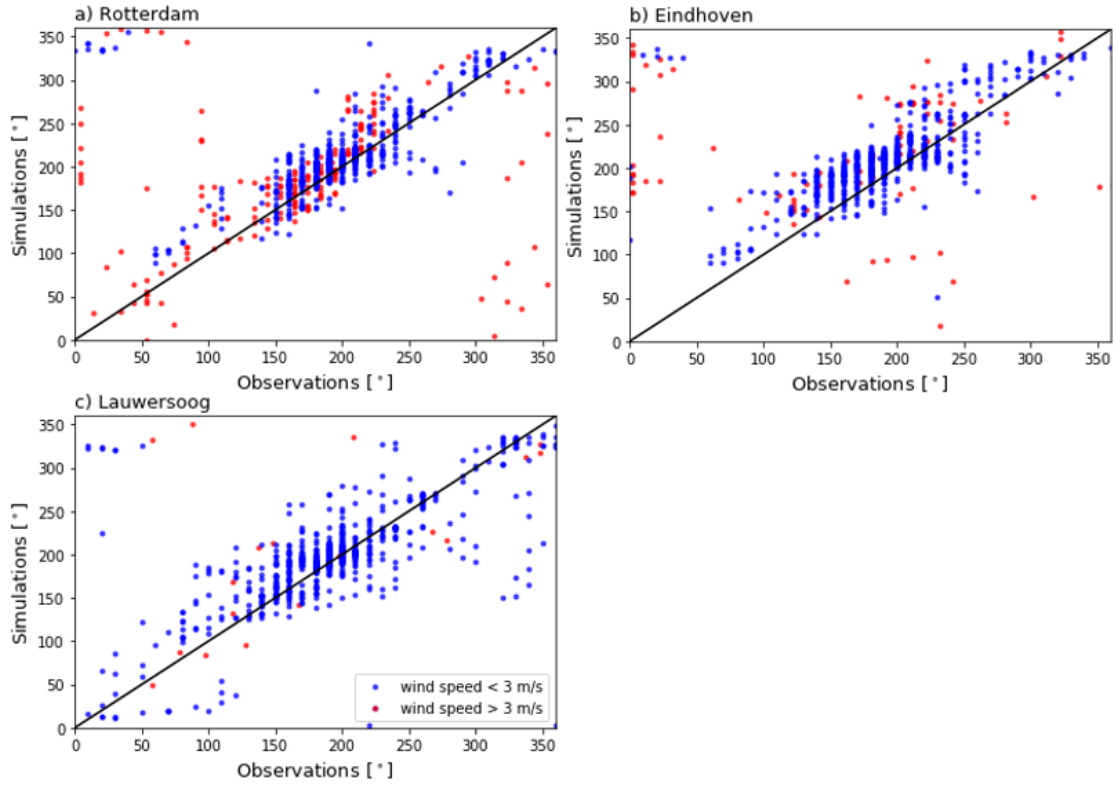 a) Rotterdam
350
300
250
200
150
100
50
0
Simulations [°]
0 50 100 150 200 250 300 350
Observations [°]
b) Eindhoven
350
300
250
200
150
100
50
0
Simulations [°]
0 50 100 150 200 250 300 350
Observations [°]
c) Lauwersoog
350
300
250
200
150
100
50
0
Simulations [°]
wind speed < 3 m/s
wind speed > 3 m/s
0 50 100 150 200 250 300 350
Observations [°]